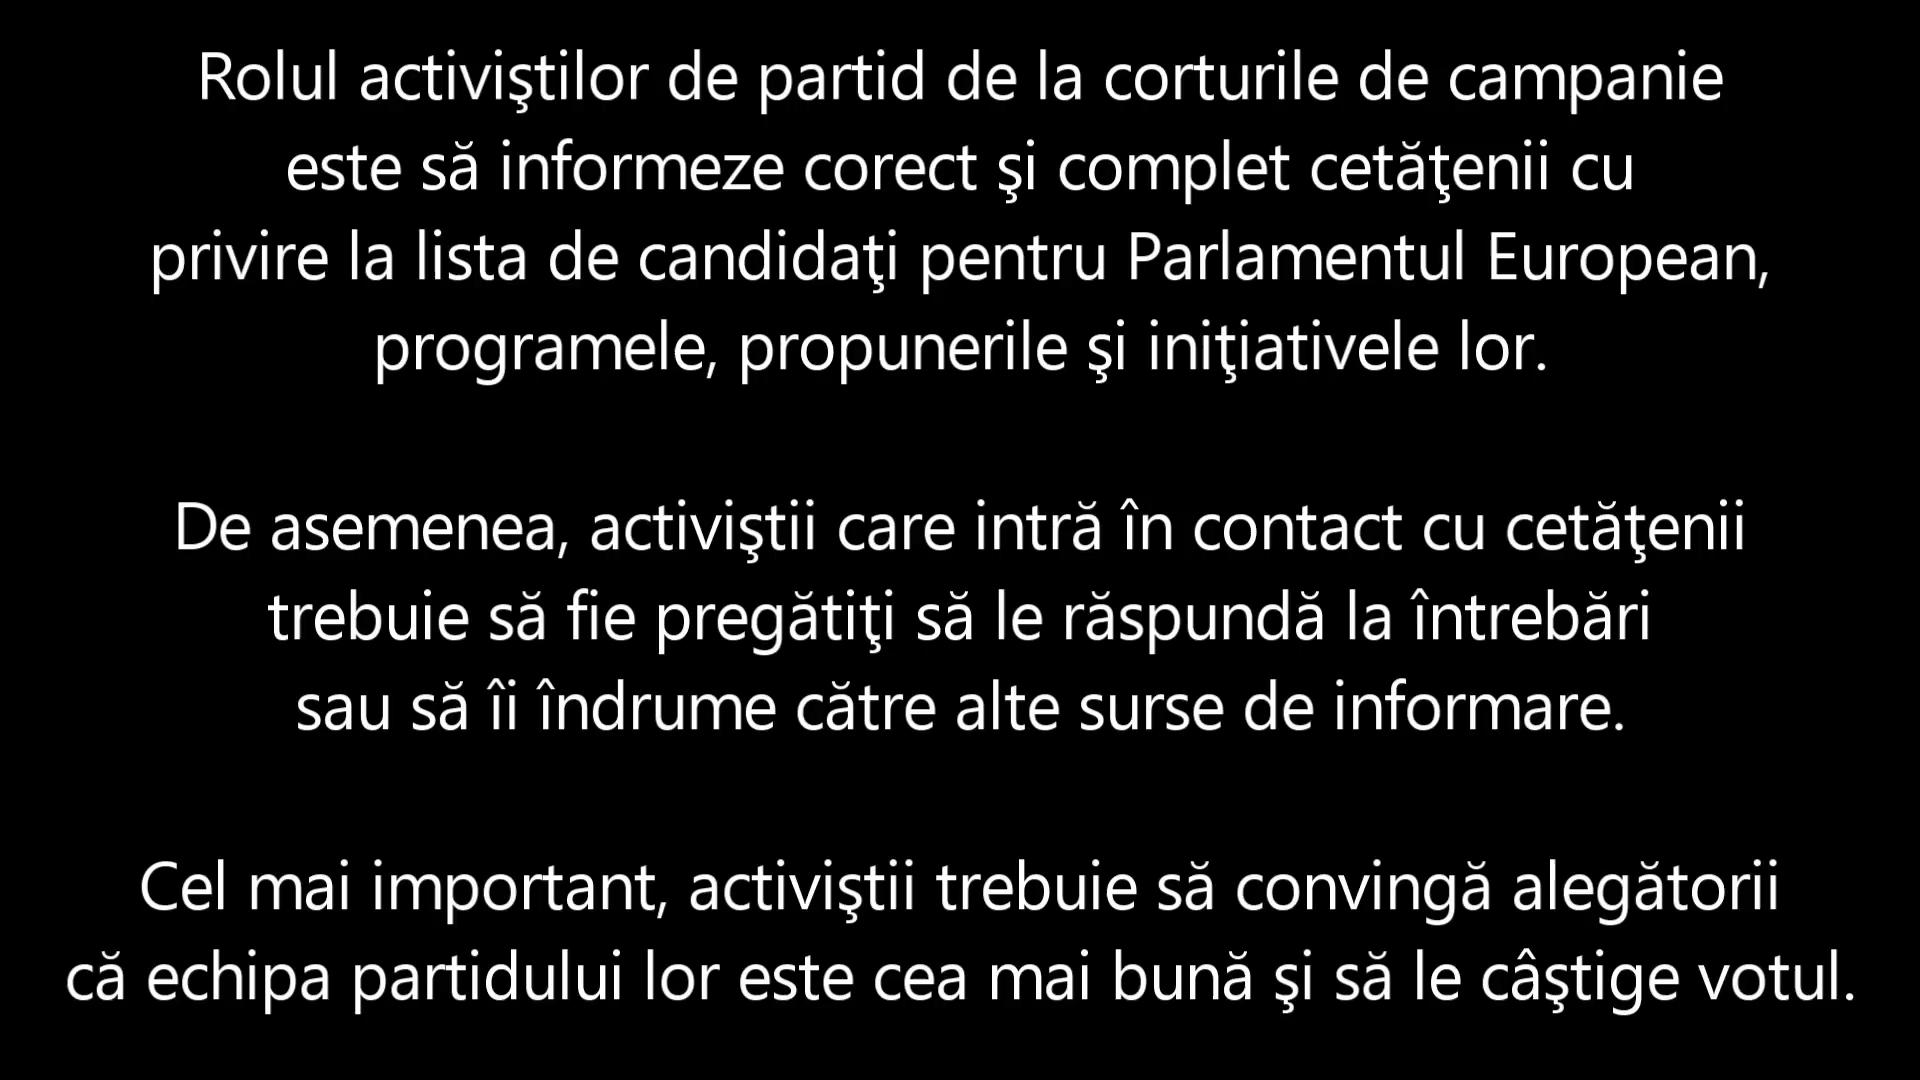 Rolul activiştilor de partid de la corturile de campanie
este să informeze corect şi complet cetăţenii cu
privire la lista de candidaţi pentru Parlamentul European,
programele, propunerile şi iniţiativele lor.
De asemenea, activiştii care intră în contact cu cetăţenii
trebuie să fie pregătiţi să le răspundă la întrebări
sau să îi îndrume către alte surse de informare.
Cel mai important, activiştii trebuie să convingă alegătorii
că echipa partidului lor este cea mai bună şi să le câştige votul.